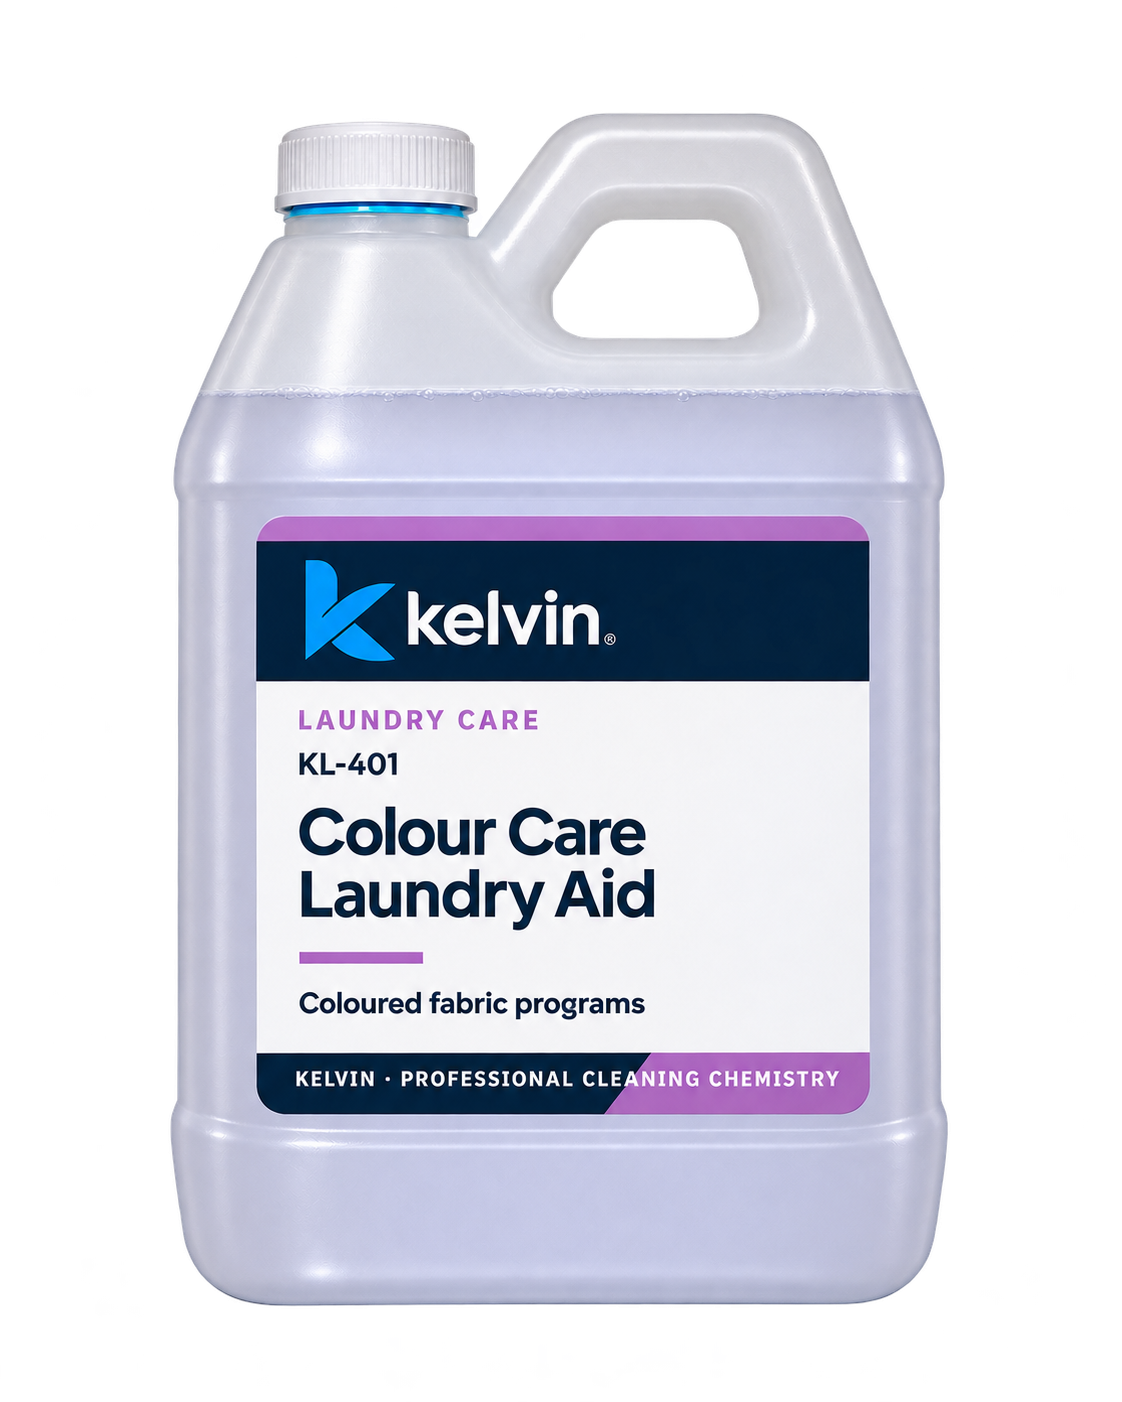 kelvin®
LAUNDRY CARE
KL-401
Colour Care
Laundry Aid
Coloured fabric programs
KELVIN · PROFESSIONAL CLEANING CHEMISTRY